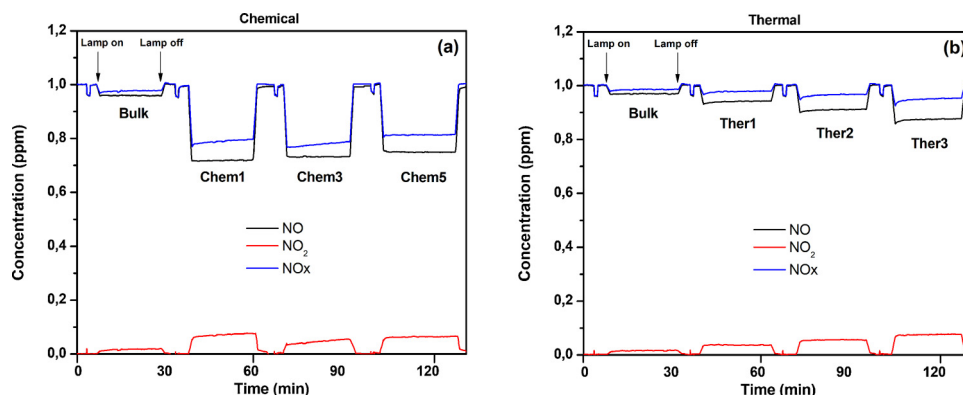 Chemical
1,2
1,0
0,8
0,6
0,4
0,2
0,0
Concentration (ppm)
Lamp on
Lamp off
(a)
Bulk
Chem1
Chem3
Chem5
NO
NO₂
NOx
0
30
60
90
120
Time (min)
Thermal
1,2
1,0
0,8
0,6
0,4
0,2
0,0
Concentration (ppm)
Lamp on
Lamp off
(b)
Bulk
Ther1
Ther2
Ther3
NO
NO₂
NOx
0
30
60
90
120
Time (min)